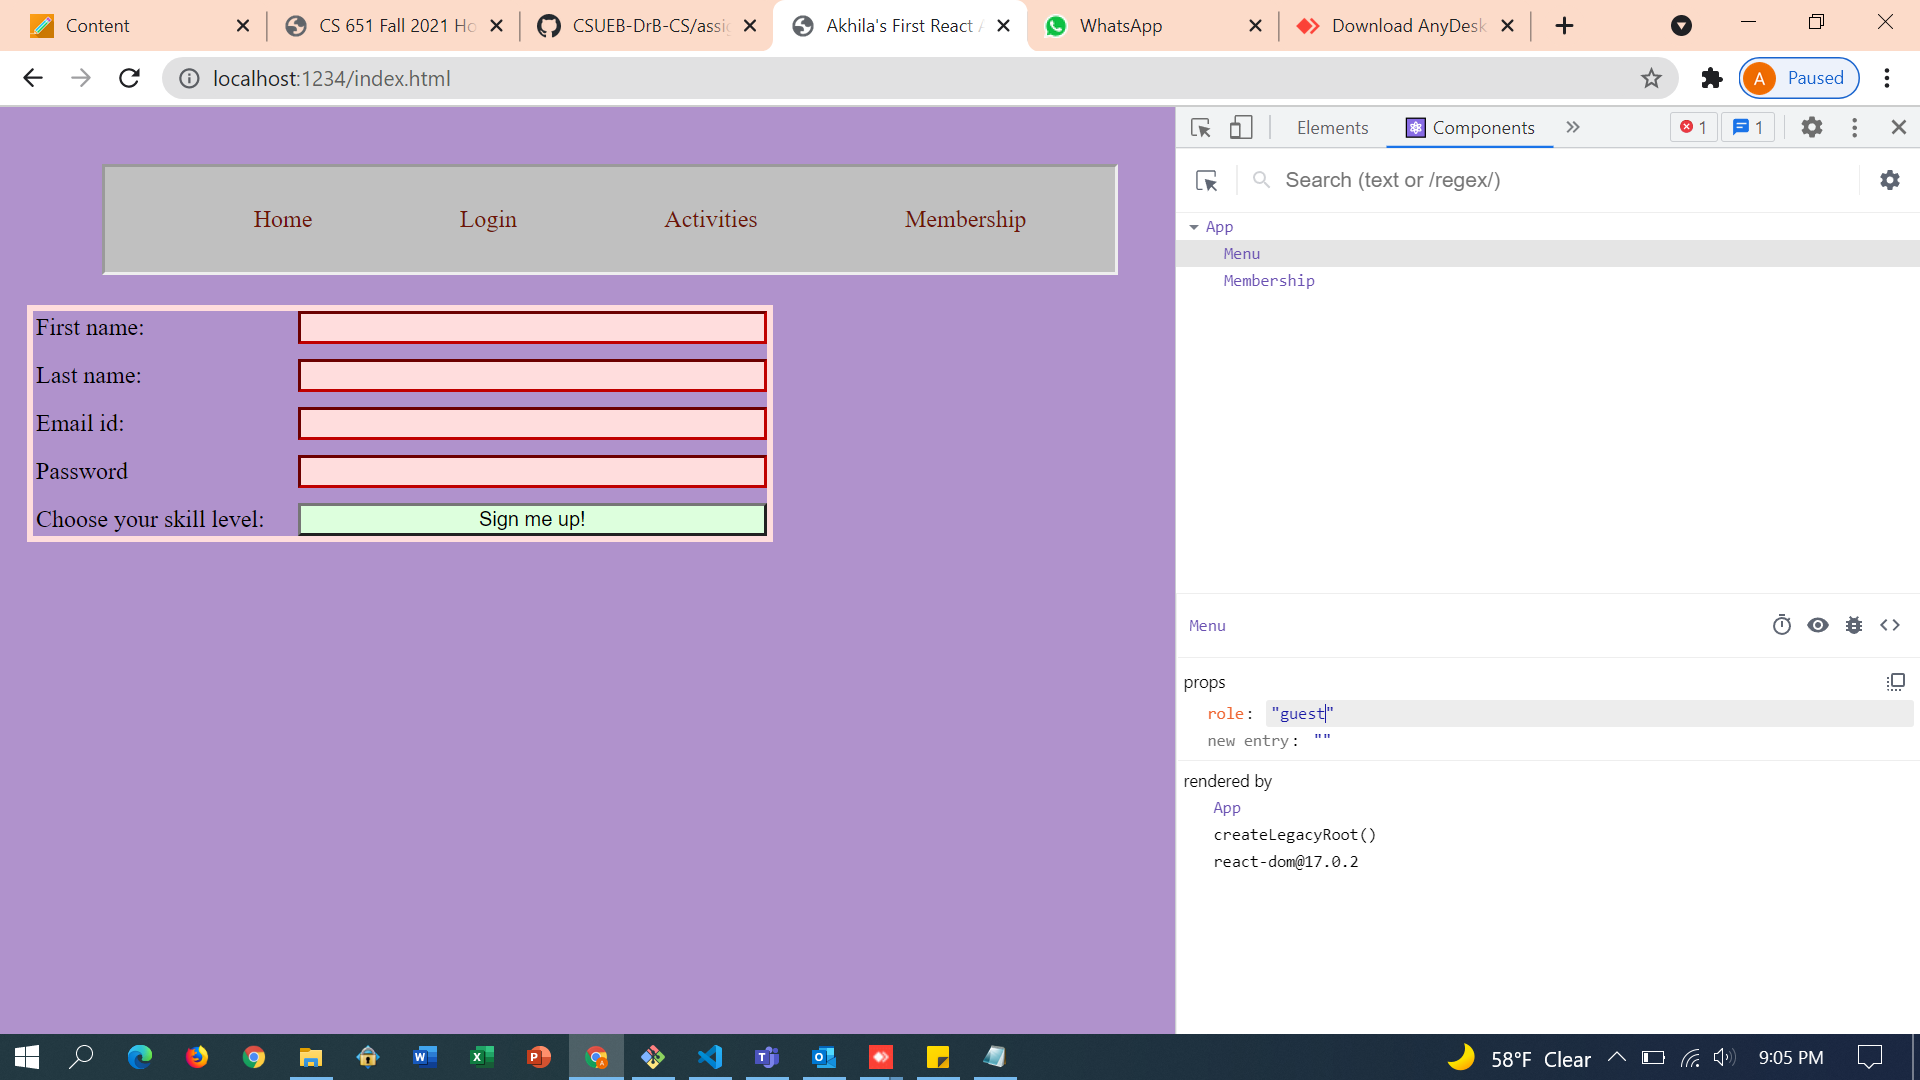 Content
CS 651 Fall 2021 Ho
CSUEB-DrB-CS/assig
Akhila's First React A
WhatsApp
Download AnyDesk
localhost:1234/index.html
A Paused
Home Login Activities Membership
First name:
Last name:
Email id:
Password
Choose your skill level: Sign me up!
Elements Components 1 1
Search (text or /regex/)
App
Menu
Membership
Menu
props
role: "guest"
new entry: ""
rendered by
App
createLegacyRoot()
react-dom@17.0.2
58°F Clear 9:05 PM